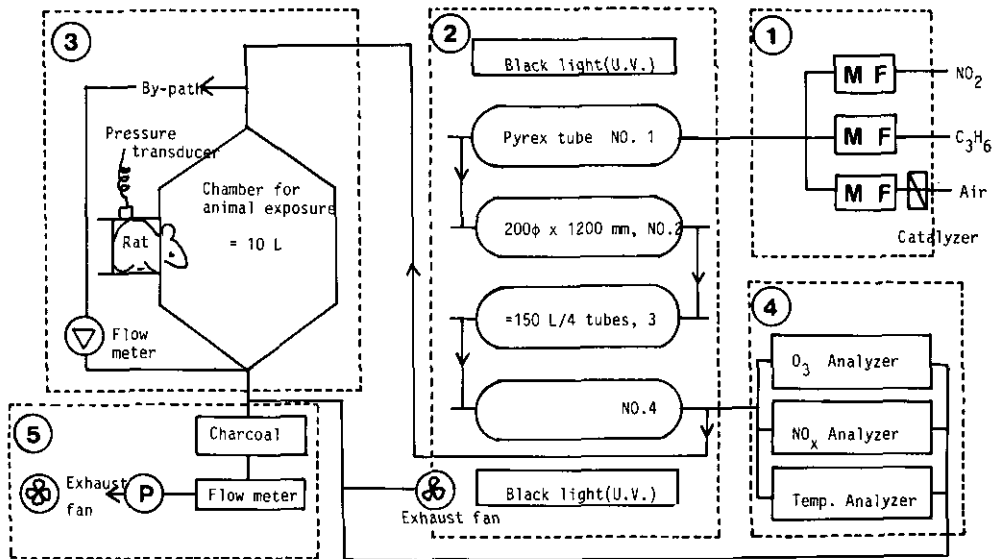 3
By-path
Pressure
transducer
Chamber for
animal exposure
= 10 L
Rat
Flow
meter
2
Black light(U.V.)
Pyrex tube NO. 1
200φ x 1200 mm, NO.2
=150 L/4 tubes, 3
NO.4
Black light(U.V.)
Exhaust fan
1
M F
NO2
M F
C3H6
M F
Air
Catalyzer
4
O3 Analyzer
NOx Analyzer
Temp. Analyzer
5
Charcoal
Flow meter
P
Exhaust
fan